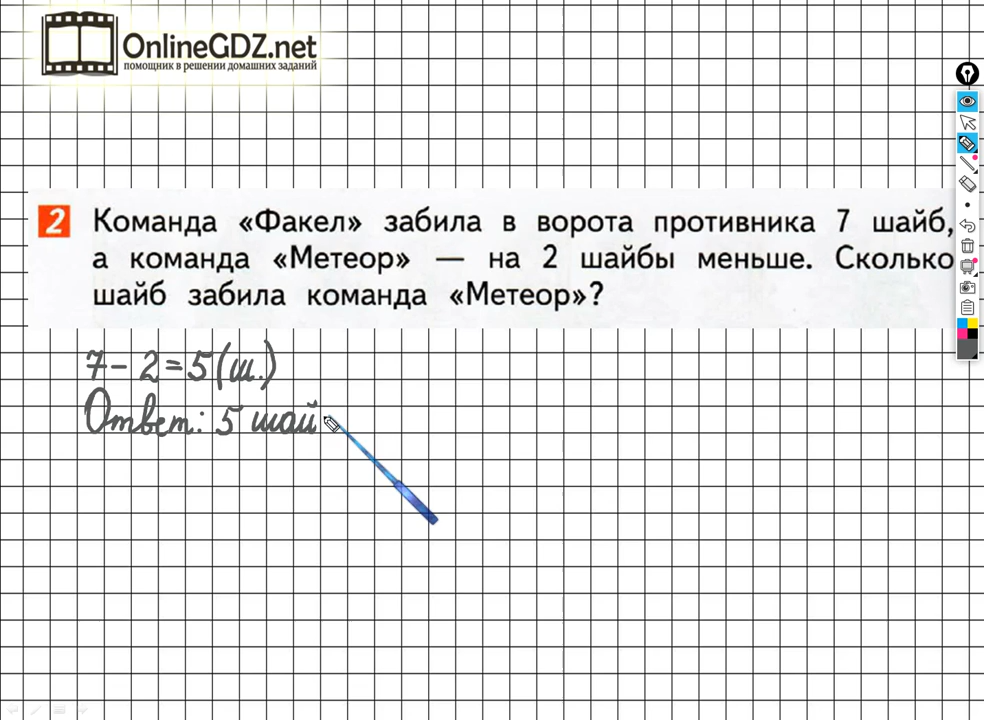 OnlineGDZ.net
помощник в решении домашних заданий
2 Команда «Факел» забила в ворота противника 7 шайб,
а команда «Метеор» — на 2 шайбы меньше. Сколько
шайб забила команда «Метеор»?
7 - 2 = 5 (ш.)
Ответ: 5 шай